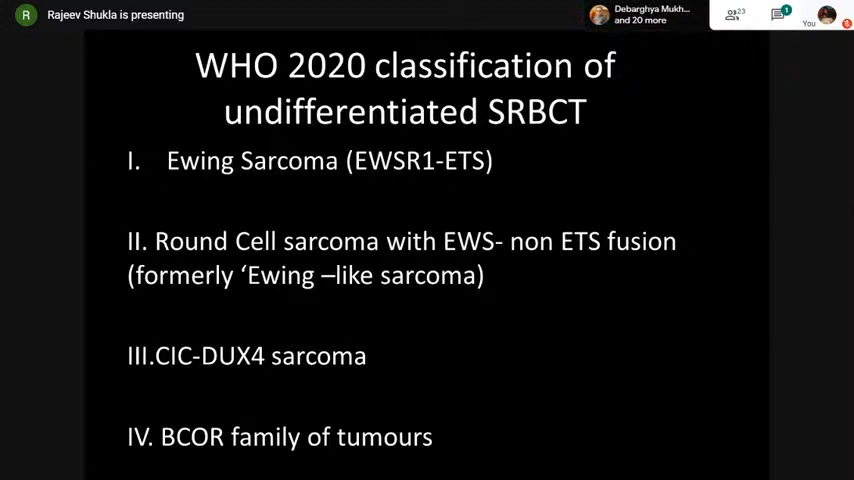 R Rajeev Shukla is presenting
Debarghya Mukh...
and 20 more
23
1
You
WHO 2020 classification of
undifferentiated SRBCT
I. Ewing Sarcoma (EWSR1-ETS)
II. Round Cell sarcoma with EWS- non ETS fusion
(formerly ‘Ewing –like sarcoma)
III.CIC-DUX4 sarcoma
IV. BCOR family of tumours